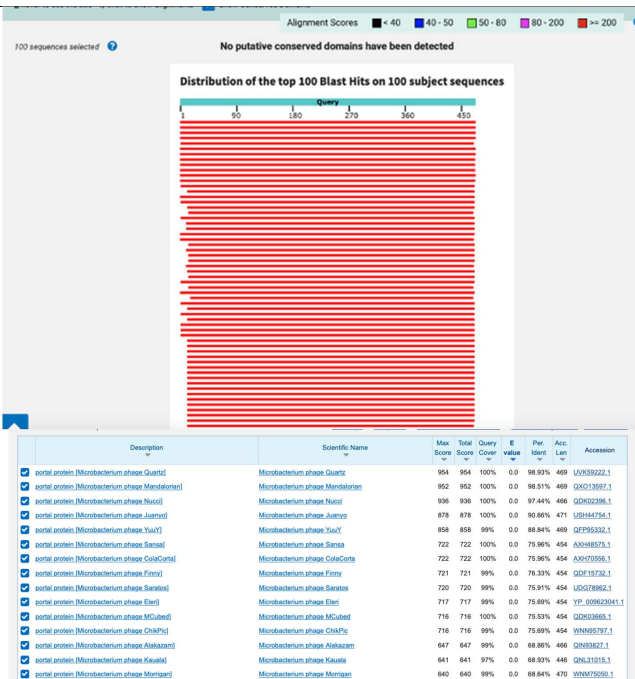 Alignment Scores < 40 40 - 50 50 - 80 80 - 200 >= 200
100 sequences selected ? No putative conserved domains have been detected
Distribution of the top 100 Blast Hits on 100 subject sequences
Query
1 90 180 270 360 450
Description Scientific Name Max Score Total Score Query Cover E value Per. Ident Acc. Len Accession
portal protein [Microbacterium phage Quartz] Microbacterium phage Quartz 954 954 100% 0.0 98.93% 469 UVK59222.1
portal protein [Microbacterium phage Mandalorian] Microbacterium phage Mandalorian 952 952 100% 0.0 98.51% 469 QXO13597.1
portal protein [Microbacterium phage Nucci] Microbacterium phage Nucci 936 936 100% 0.0 97.44% 466 QDK02396.1
portal protein [Microbacterium phage Juanyo] Microbacterium phage Juanyo 878 878 100% 0.0 90.66% 471 USH44754.1
portal protein [Microbacterium phage YuuY] Microbacterium phage YuuY 858 858 99% 0.0 88.84% 469 QFP95332.1
portal protein [Microbacterium phage Sansa] Microbacterium phage Sansa 722 722 100% 0.0 75.96% 454 AXH48575.1
portal protein [Microbacterium phage ColaCorta] Microbacterium phage ColaCorta 722 722 100% 0.0 75.96% 454 AXH70556.1
portal protein [Microbacterium phage Finny] Microbacterium phage Finny 721 721 99% 0.0 76.33% 454 QDF15732.1
portal protein [Microbacterium phage Saratos] Microbacterium phage Saratos 720 720 99% 0.0 75.91% 454 UDG78962.1
portal protein [Microbacterium phage Eleri] Microbacterium phage Eleri 717 717 99% 0.0 75.69% 454 YP_009623041.1
portal protein [Microbacterium phage MCubed] Microbacterium phage MCubed 716 716 100% 0.0 75.53% 454 QDK03665.1
portal protein [Microbacterium phage ChikPic] Microbacterium phage ChikPic 716 716 99% 0.0 75.69% 454 WNN95797.1
portal protein [Microbacterium phage Alakazam] Microbacterium phage Alakazam 647 647 99% 0.0 68.86% 466 QIN93827.1
portal protein [Microbacterium phage Kauala] Microbacterium phage Kauala 641 641 97% 0.0 68.93% 446 QNL31015.1
portal protein [Microbacterium phage Morrigan] Microbacterium phage Morrigan 640 640 99% 0.0 68.64% 470 WNM75050.1